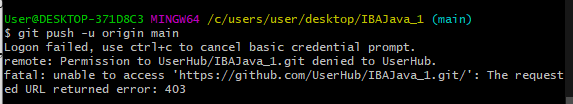 User@DESKTOP-371D8C3 MINGW64 /c/users/user/desktop/IBAJava_1 (main)
$ git push -u origin main
Logon failed, use ctrl+c to cancel basic credential prompt.
remote: Permission to UserHub/IBAJava_1.git denied to UserHub.
fatal: unable to access 'https://github.com/UserHub/IBAJava_1.git/': The request
ed URL returned error: 403